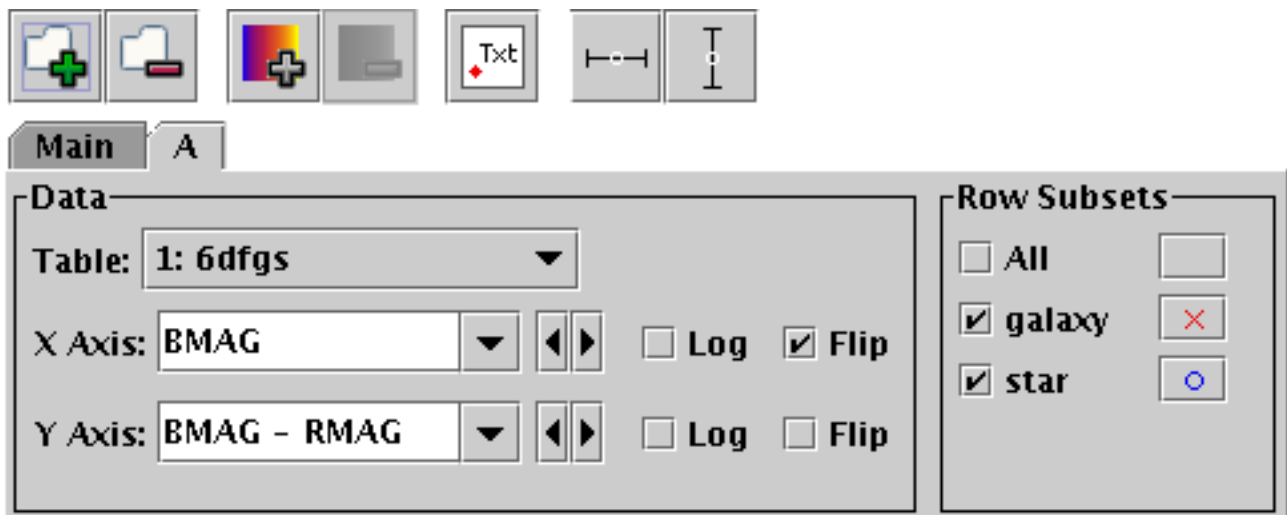 Txt
Main A
Data
Table: 1: 6dfgs
X Axis: BMAG Log Flip
Y Axis: BMAG - RMAG Log Flip
Row Subsets
All
galaxy
star